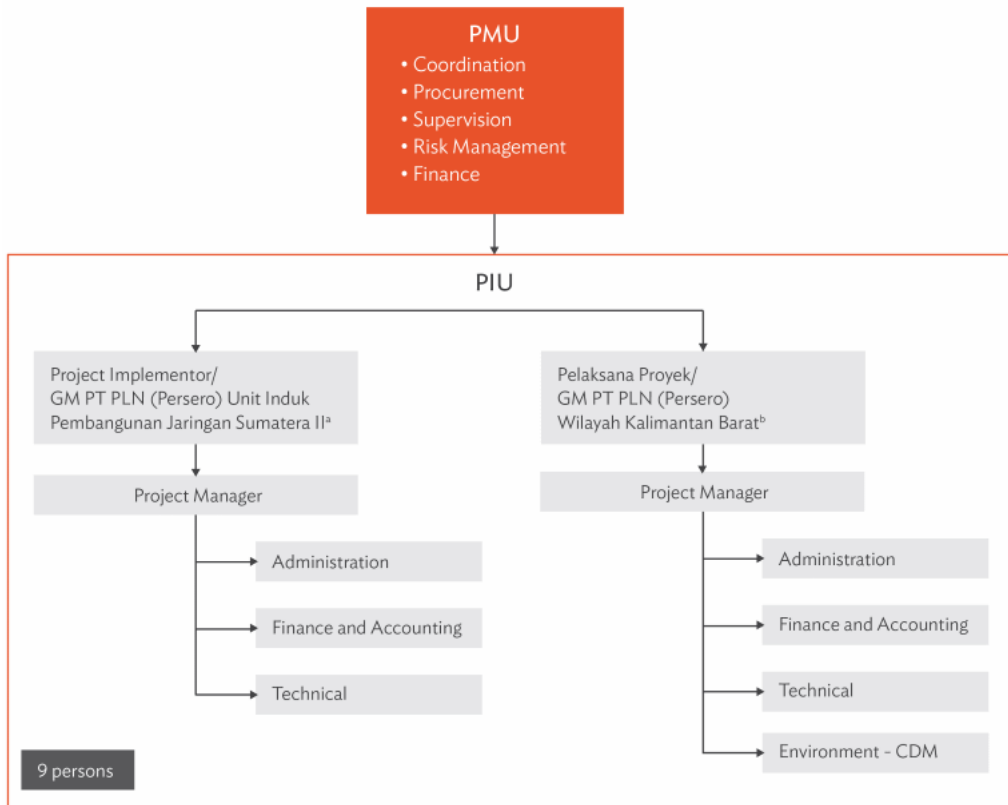 PMU
• Coordination
• Procurement
• Supervision
• Risk Management
• Finance
PIU
Project Implementor/
GM PT PLN (Persero) Unit Induk
Pembangunan Jaringan Sumatera IIᵃ
Project Manager
Administration
Finance and Accounting
Technical
Pelaksana Proyek/
GM PT PLN (Persero)
Wilayah Kalimantan Baratᵇ
Project Manager
Administration
Finance and Accounting
Technical
Environment - CDM
9 persons